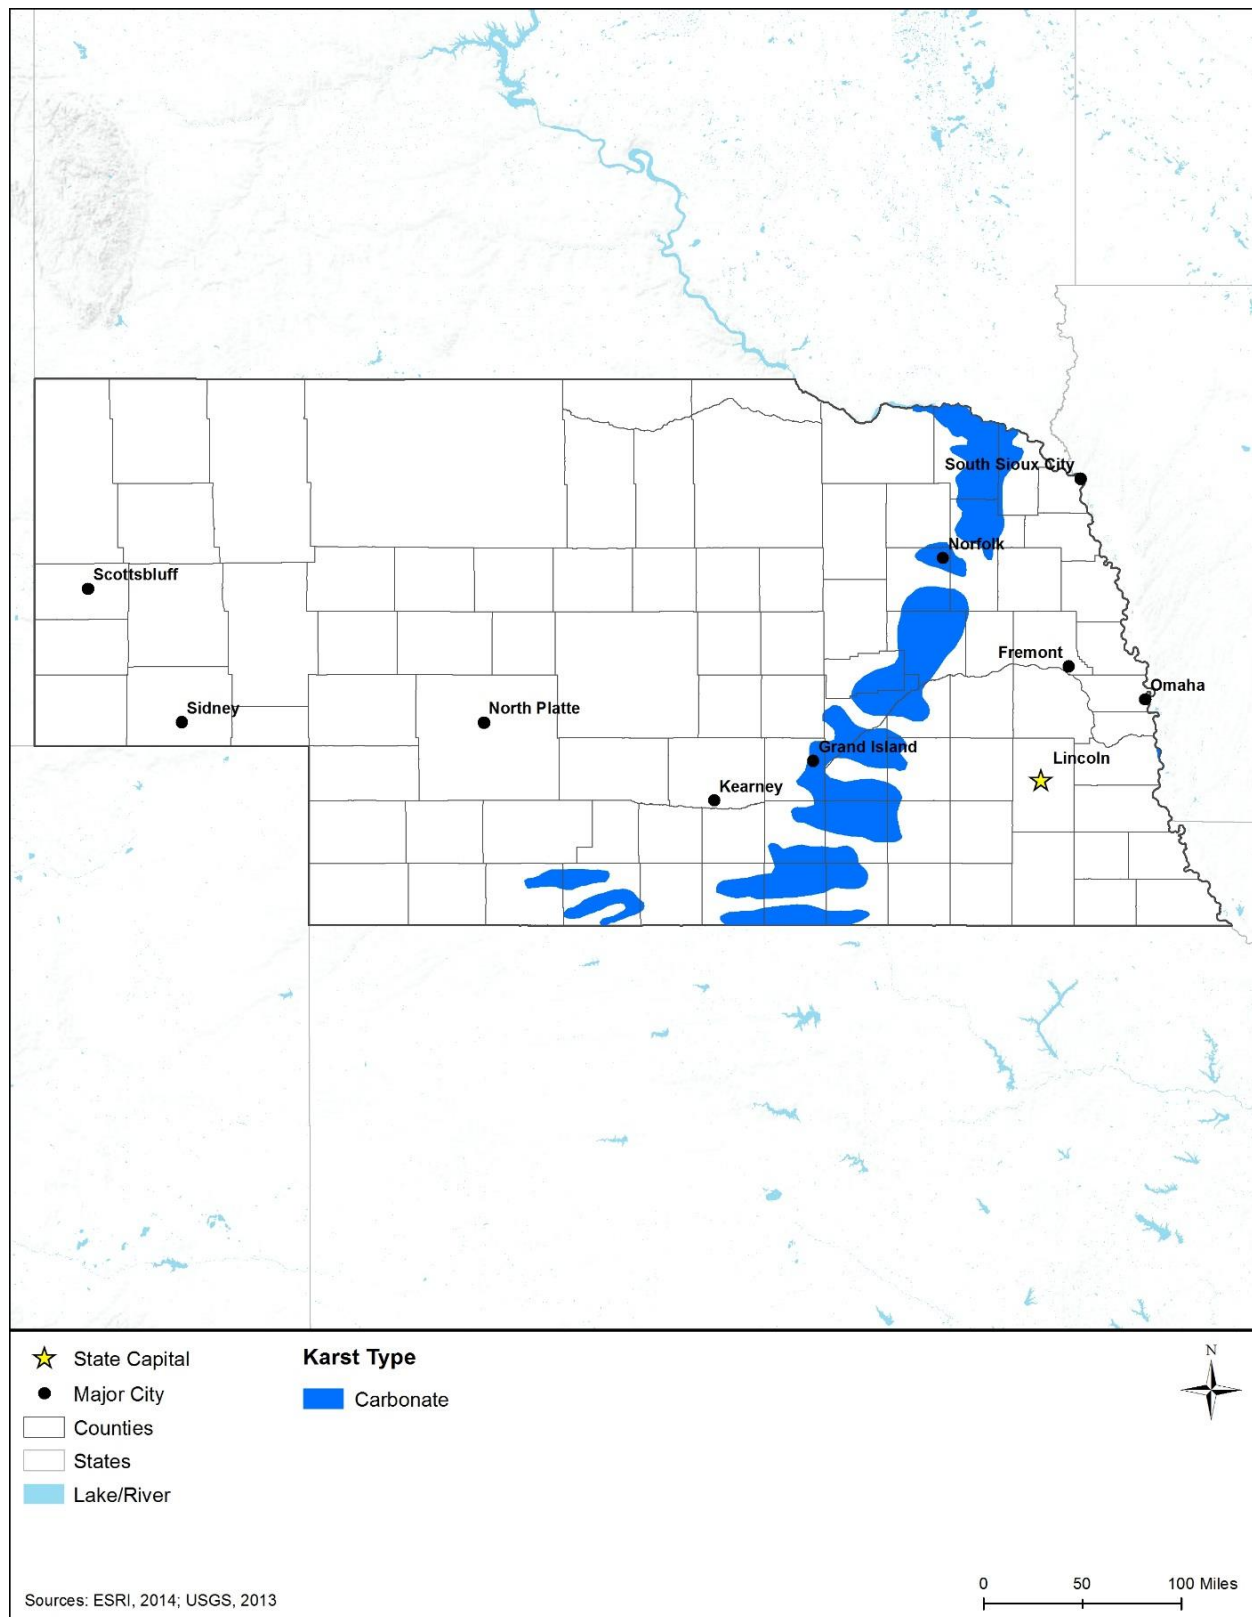 South Sioux City
Norfolk
Scottsbluff
Fremont
Omaha
Sidney
North Platte
Grand Island
Lincoln
Kearney
State Capital
Major City
Counties
States
Lake/River
Karst Type
Carbonate
N
Sources: ESRI, 2014; USGS, 2013
0 50 100 Miles